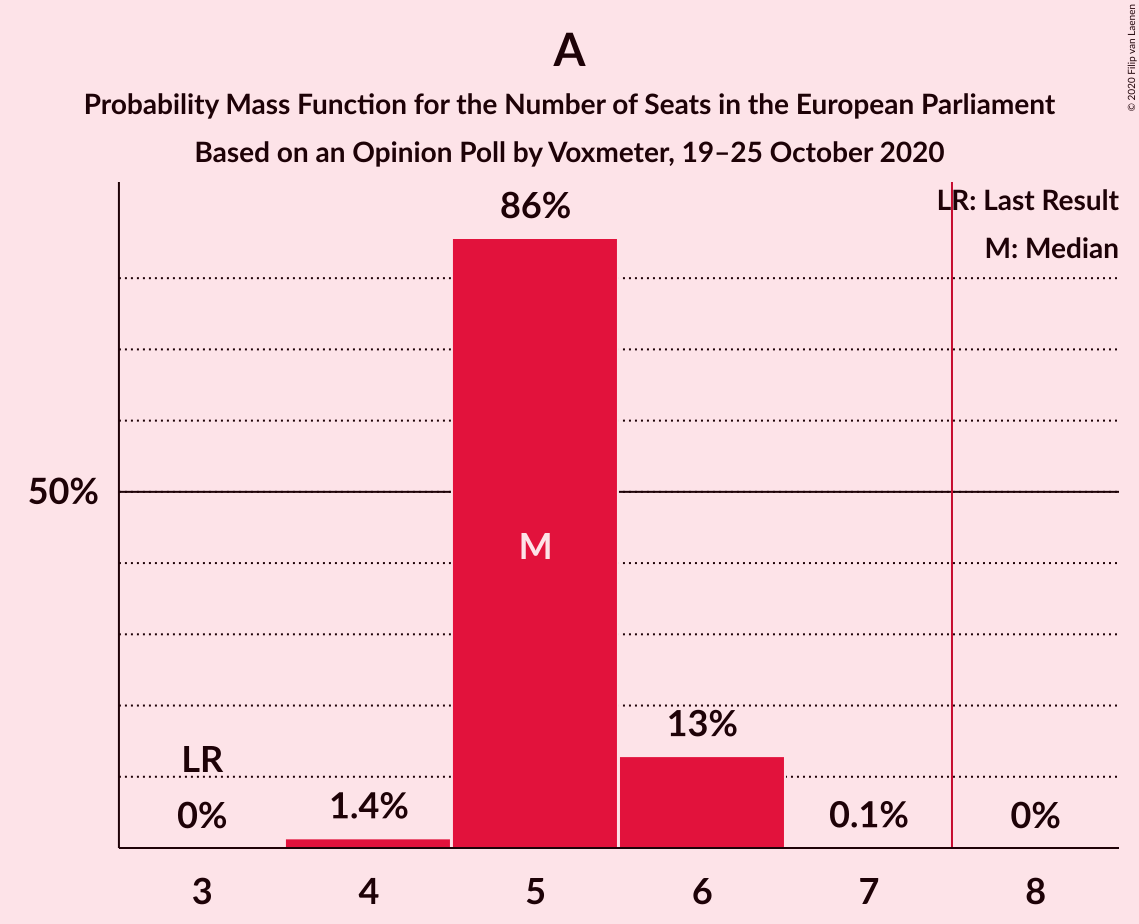 A
Probability Mass Function for the Number of Seats in the European Parliament
Based on an Opinion Poll by Voxmeter, 19–25 October 2020
© 2020 Filip van Laenen
LR: Last Result
M: Median
86%
50%
M
13%
LR
0%
1.4%
0.1%
0%
3 4 5 6 7 8